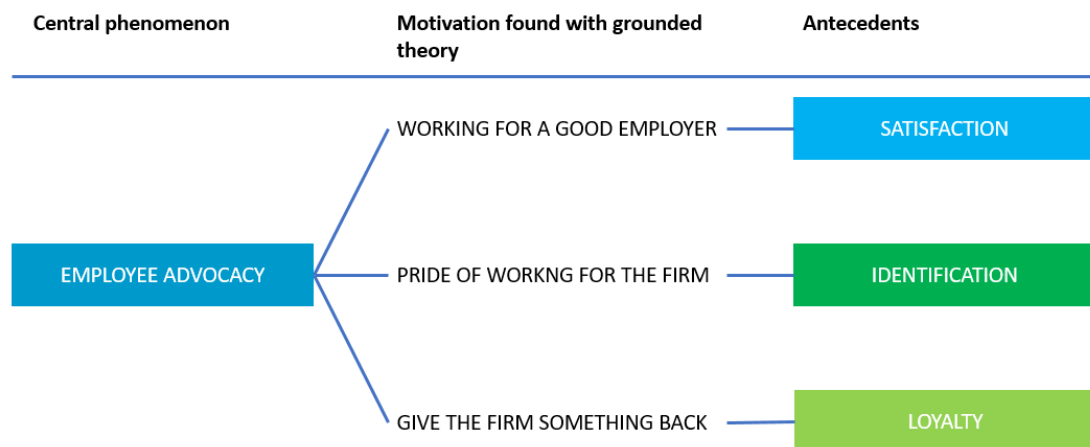 Central phenomenon
Motivation found with grounded
theory
Antecedents
WORKING FOR A GOOD EMPLOYER
SATISFACTION
EMPLOYEE ADVOCACY
PRIDE OF WORKNG FOR THE FIRM
IDENTIFICATION
GIVE THE FIRM SOMETHING BACK
LOYALTY